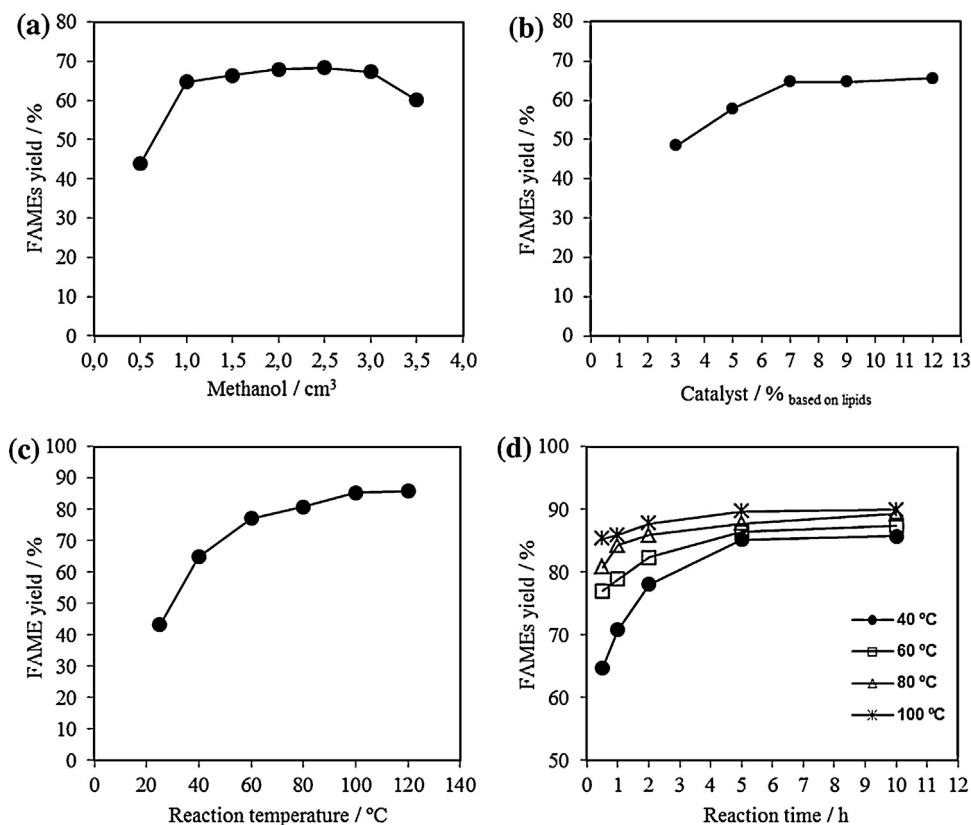 (a)
80
70
60
50
40
30
20
10
0
FAMEs yield / %
0,0 0,5 1,0 1,5 2,0 2,5 3,0 3,5 4,0
Methanol / cm³
(b)
80
70
60
50
40
30
20
10
0
FAMEs yield / %
0 1 2 3 4 5 6 7 8 9 10 11 12 13
Catalyst / % based on lipids
(c)
100
90
80
70
60
50
40
30
20
10
0
FAME yield / %
0 20 40 60 80 100 120 140
Reaction temperature / ºC
(d)
100
90
80
70
60
50
FAMEs yield / %
40 ºC
60 ºC
80 ºC
100 ºC
0 1 2 3 4 5 6 7 8 9 10 11 12
Reaction time / h